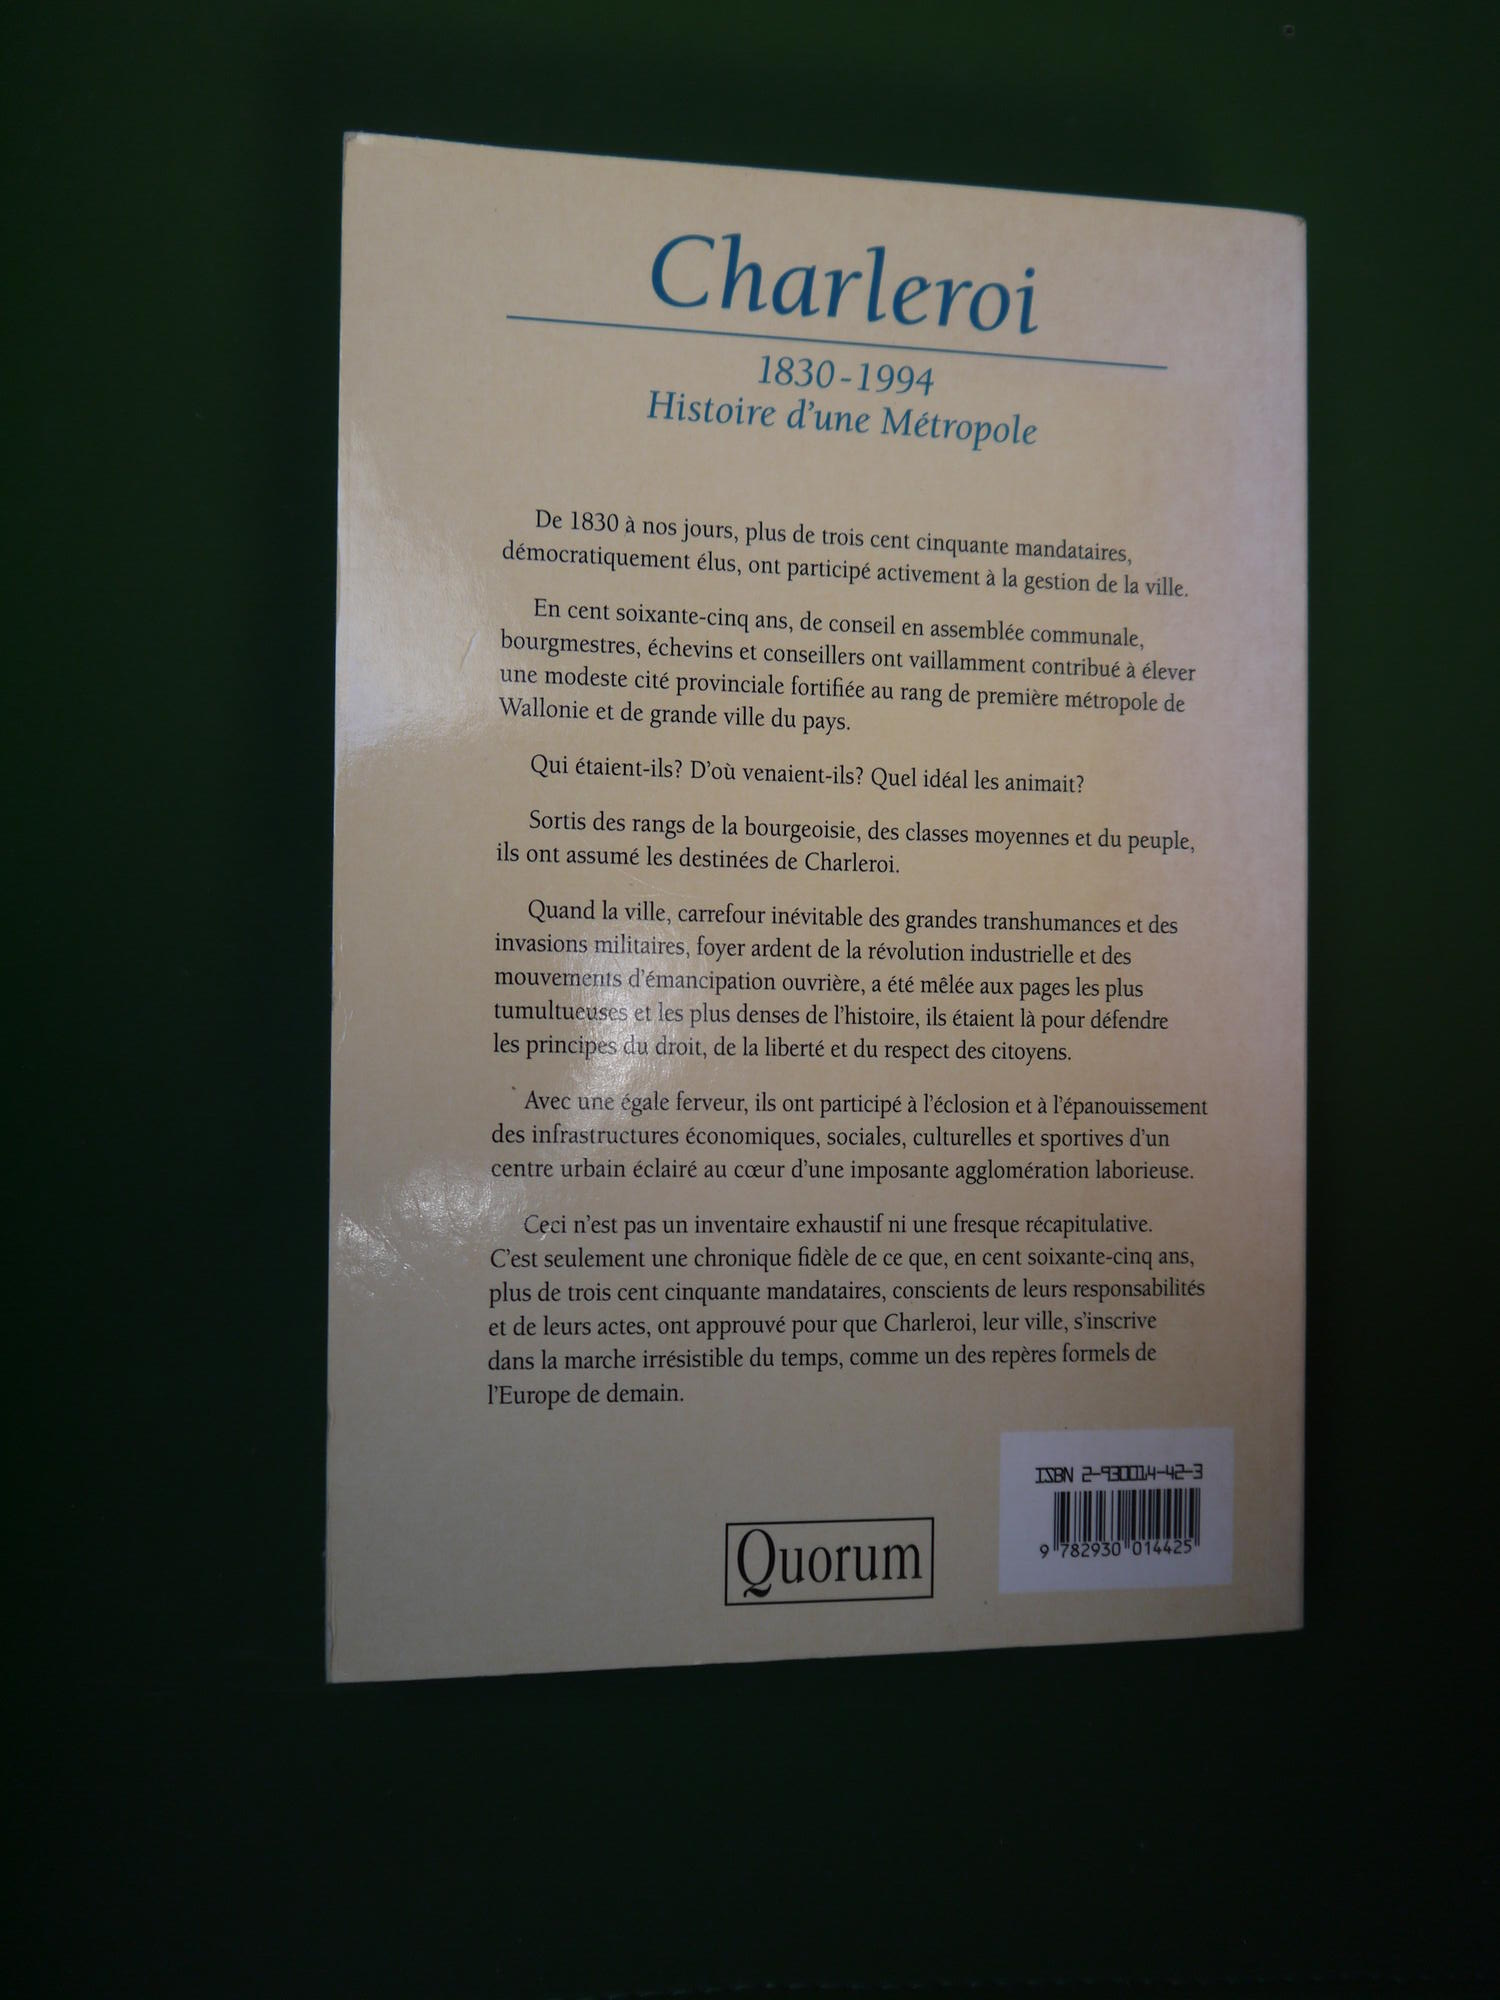 Charleroi
1830-1994
Histoire d'une Métropole
De 1830 à nos jours, plus de trois cent cinquante mandataires,
démocratiquement élus, ont participé activement à la gestion de la ville.
En cent soixante-cinq ans, de conseil en assemblée communale,
bourgmestres, échevins et conseillers ont vaillamment contribué à élever
une modeste cité provinciale fortifiée au rang de première métropole de
Wallonie et de grande ville du pays.
Qui étaient-ils? D'où venaient-ils? Quel idéal les animait?
Sortis des rangs de la bourgeoisie, des classes moyennes et du peuple,
ils ont assumé les destinées de Charleroi.
Quand la ville, carrefour inévitable des grandes transhumances et des
invasions militaires, foyer ardent de la révolution industrielle et des
mouvements d'émancipation ouvrière, a été mêlée aux pages les plus
tumultueuses et les plus denses de l'histoire, ils étaient là pour défendre
les principes du droit, de la liberté et du respect des citoyens.
Avec une égale ferveur, ils ont participé à l'éclosion et à l'épanouissement
des infrastructures économiques, sociales, culturelles et sportives d'un
centre urbain éclairé au cœur d'une imposante agglomération laborieuse.
Ceci n'est pas un inventaire exhaustif ni une fresque récapitulative.
C'est seulement une chronique fidèle de ce que, en cent soixante-cinq ans,
plus de trois cent cinquante mandataires, conscients de leurs responsabilités
et de leurs actes, ont approuvé pour que Charleroi, leur ville, s'inscrive
dans la marche irrésistible du temps, comme un des repères formels de
l'Europe de demain.
ISBN 2-930014-42-3
9 782930 014425
Quorum